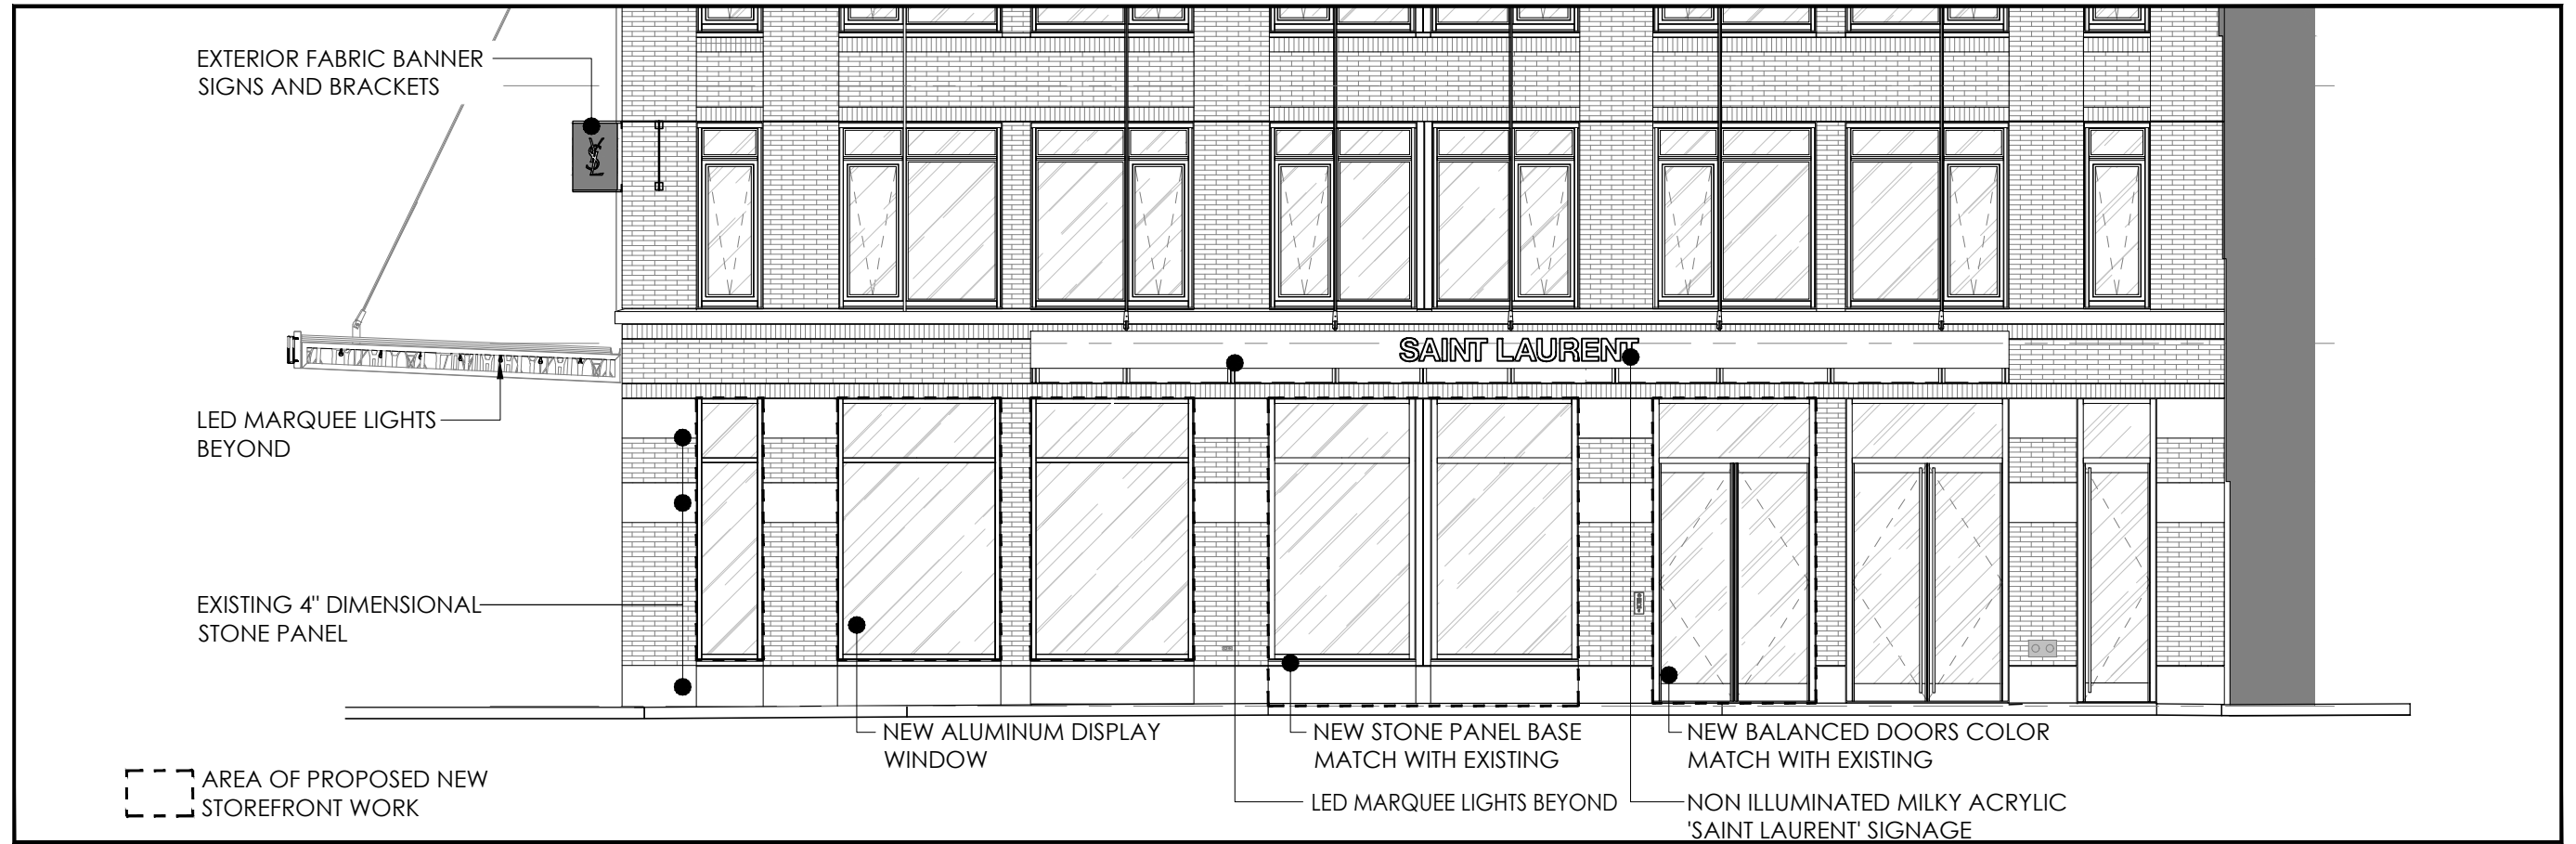 EXTERIOR FABRIC BANNER
SIGNS AND BRACKETS
YSL
SAINT LAURENT
LED MARQUEE LIGHTS
BEYOND
EXISTING 4" DIMENSIONAL
STONE PANEL
NEW ALUMINUM DISPLAY
WINDOW
NEW STONE PANEL BASE
MATCH WITH EXISTING
NEW BALANCED DOORS COLOR
MATCH WITH EXISTING
AREA OF PROPOSED NEW
STOREFRONT WORK
LED MARQUEE LIGHTS BEYOND
NON ILLUMINATED MILKY ACRYLIC
'SAINT LAURENT' SIGNAGE